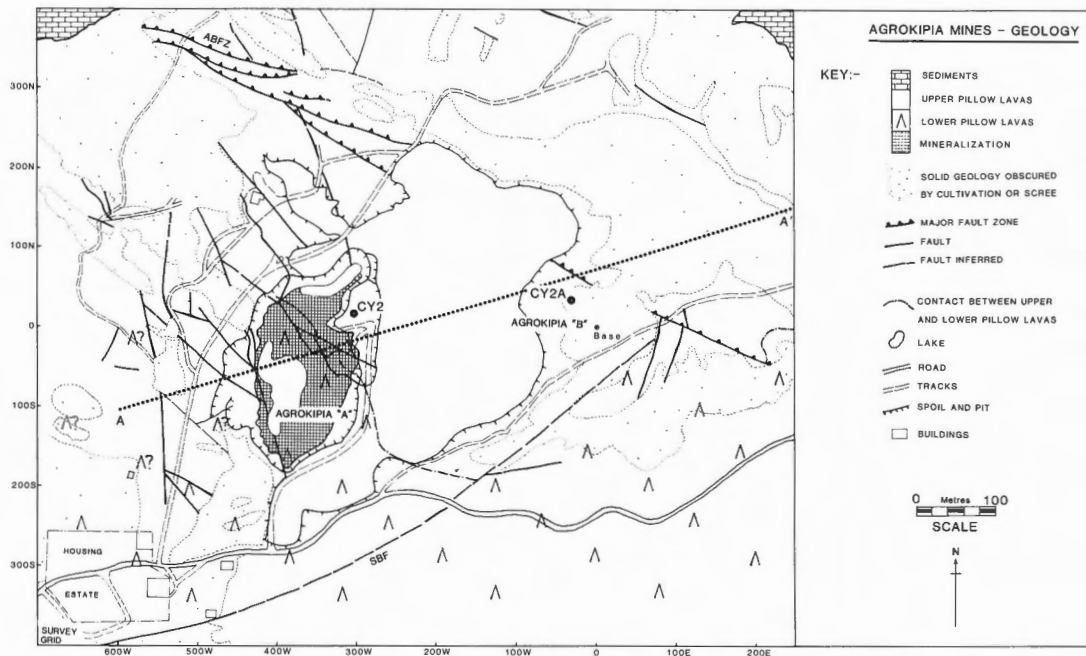 AGROKIPIA MINES - GEOLOGY
KEY:-
SEDIMENTS
UPPER PILLOW LAVAS
LOWER PILLOW LAVAS
MINERALIZATION
SOLID GEOLOGY OBSCURED
BY CULTIVATION OR SCREE
MAJOR FAULT ZONE
FAULT
FAULT INFERRED
CONTACT BETWEEN UPPER
AND LOWER PILLOW LAVAS
LAKE
ROAD
TRACKS
SPOIL AND PIT
BUILDINGS
0 Metres 100
SCALE
N
ABFZ
300N
200N
100N
0
100S
200S
300S
A'
CY2A
CY2
AGROKIPIA "B"
Base
A
AGROKIPIA "A"
SBF
HOUSING
ESTATE
SURVEY
GRID
600W 500W 400W 300W 200W 100W 0 100E 200E